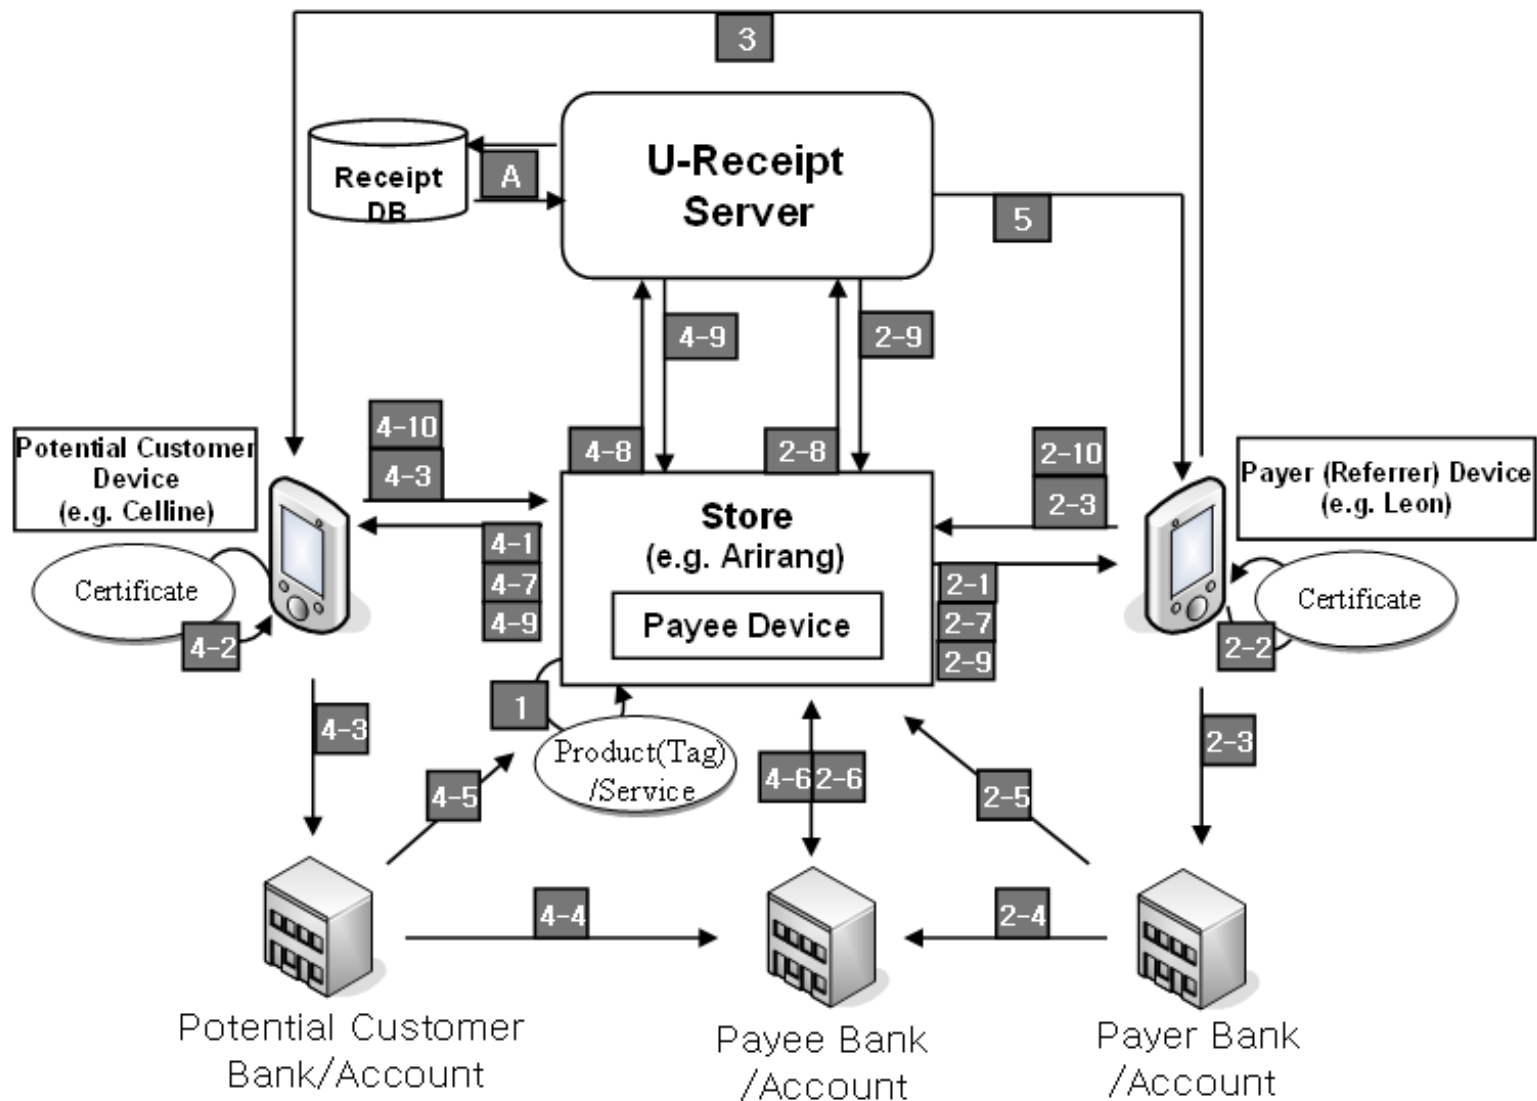 3
U-Receipt
Server
Receipt
DB
A
5
4-9
2-9
4-10
4-3
4-8
2-8
2-10
2-3
Potential Customer
Device
(e.g. Celline)
Payer (Referrer) Device
(e.g. Leon)
Store
(e.g. Arirang)
Payee Device
4-1
4-7
4-9
2-1
2-7
2-9
Certificate
4-2
Certificate
2-2
1
Product(Tag)
/Service
4-3
4-5
4-6
2-6
2-5
2-3
4-4
2-4
Potential Customer
Bank/Account
Payee Bank
/Account
Payer Bank
/Account